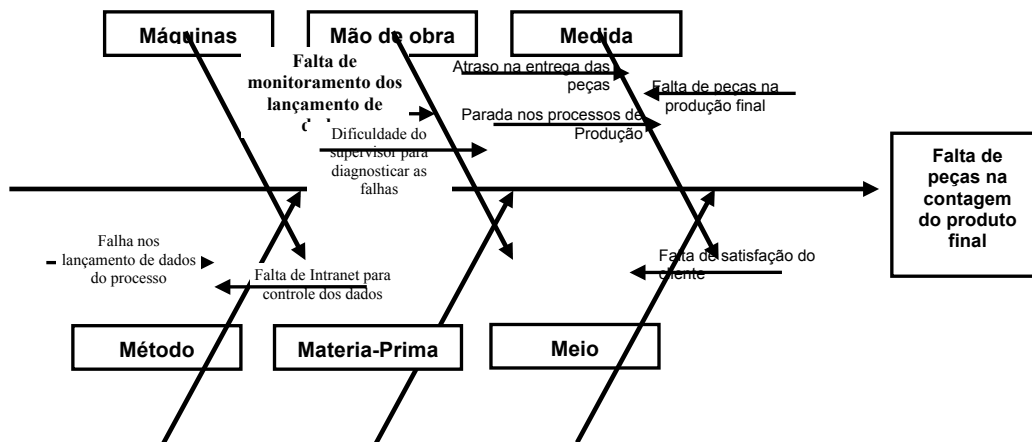 Máquinas
Mão de obra
Medida
Falta de
monitoramento dos
lançamento de
Dificuldade do
supervisor para
diagnosticar as
falhas
Atraso na entrega das
peças
Falta de peças na
produção final
Parada nos processos de
Produção
Falta de
peças na
contagem
do produto
final
Falha nos
lançamento de dados
do processo
Falta de Intranet para
controle dos dados
Falta de satisfação do
cliente
Método
Materia-Prima
Meio